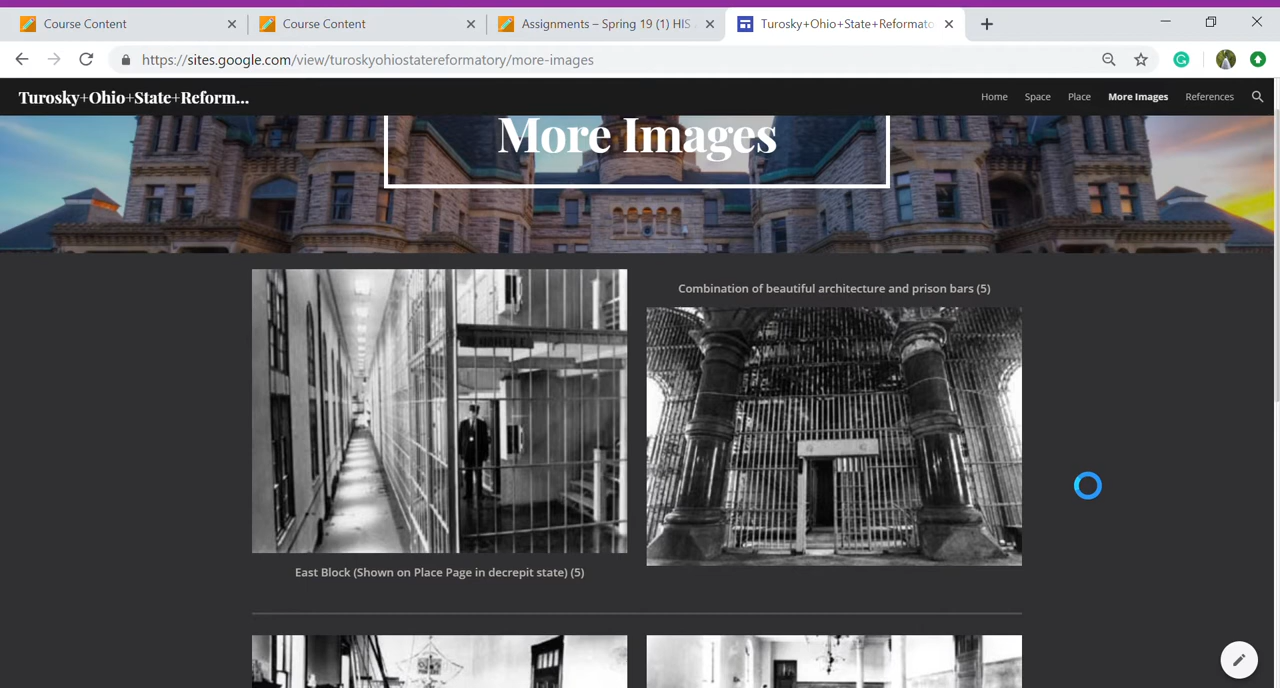 Course Content
Course Content
Assignments – Spring 19 (1) HIS
Turosky+Ohio+State+Reformato
https://sites.google.com/view/turoskyohiostatereformatory/more-images
Turosky+Ohio+State+Reform...
Home
Space
Place
More Images
References
More Images
Combination of beautiful architecture and prison bars (5)
East Block (Shown on Place Page in decrepit state) (5)